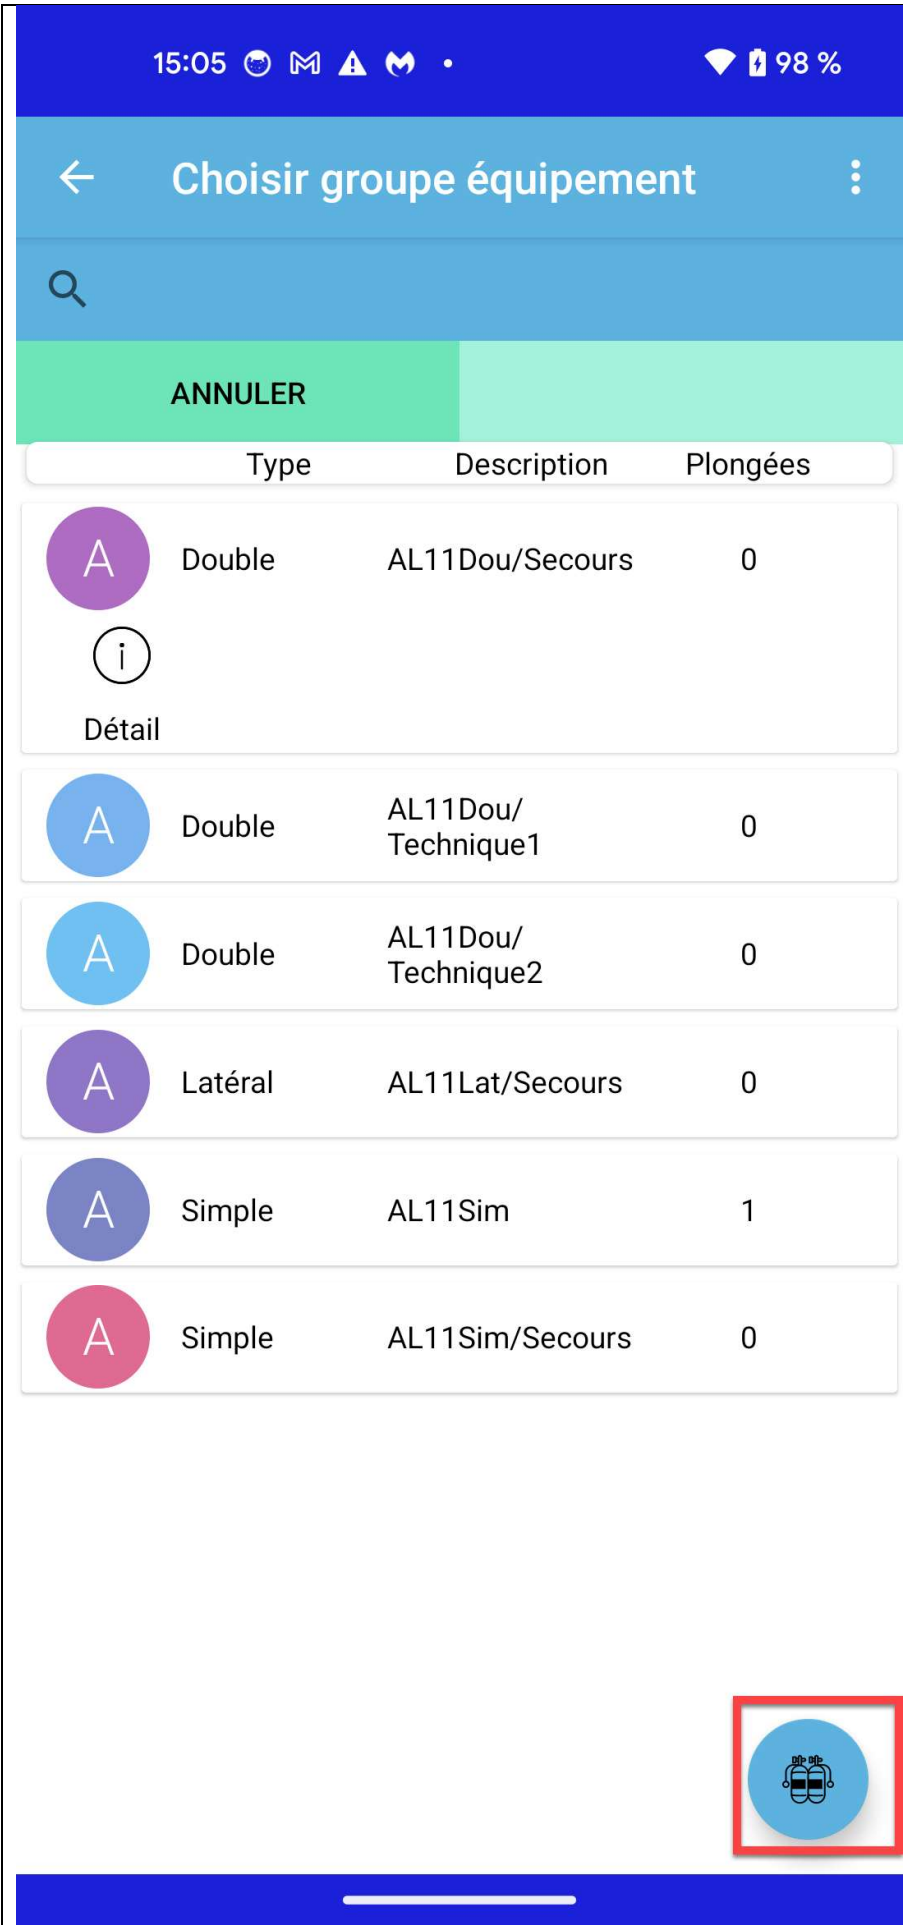 15:05 98 %
Choisir groupe équipement
ANNULER
Type Description Plongées
A Double AL11Dou/Secours 0
i
Détail
A Double AL11Dou/
Technique1 0
A Double AL11Dou/
Technique2 0
A Latéral AL11Lat/Secours 0
A Simple AL11Sim 1
A Simple AL11Sim/Secours 0